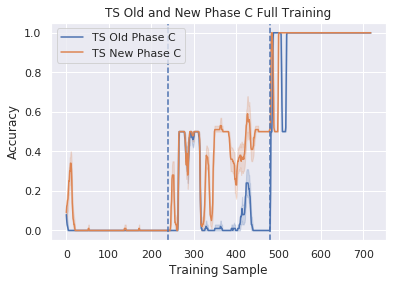 TS Old and New Phase C Full Training
TS Old Phase C
TS New Phase C
Accuracy
1.0
0.8
0.6
0.4
0.2
0.0
0 100 200 300 400 500 600 700
Training Sample